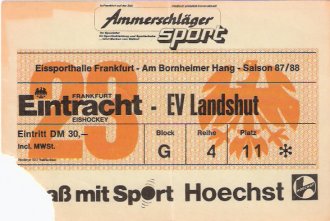 Ammerschläger
sport
Eissporthalle Frankfurt - Am Bornheimer Hang - Saison 87/88
23
FRANKFURT
Eintracht - EV Landshut
EISHOCKEY
Eintritt DM 30,—
incl. MWSt.
Block Reihe Platz
G 4 11 *
aß mit Sport Hoechst